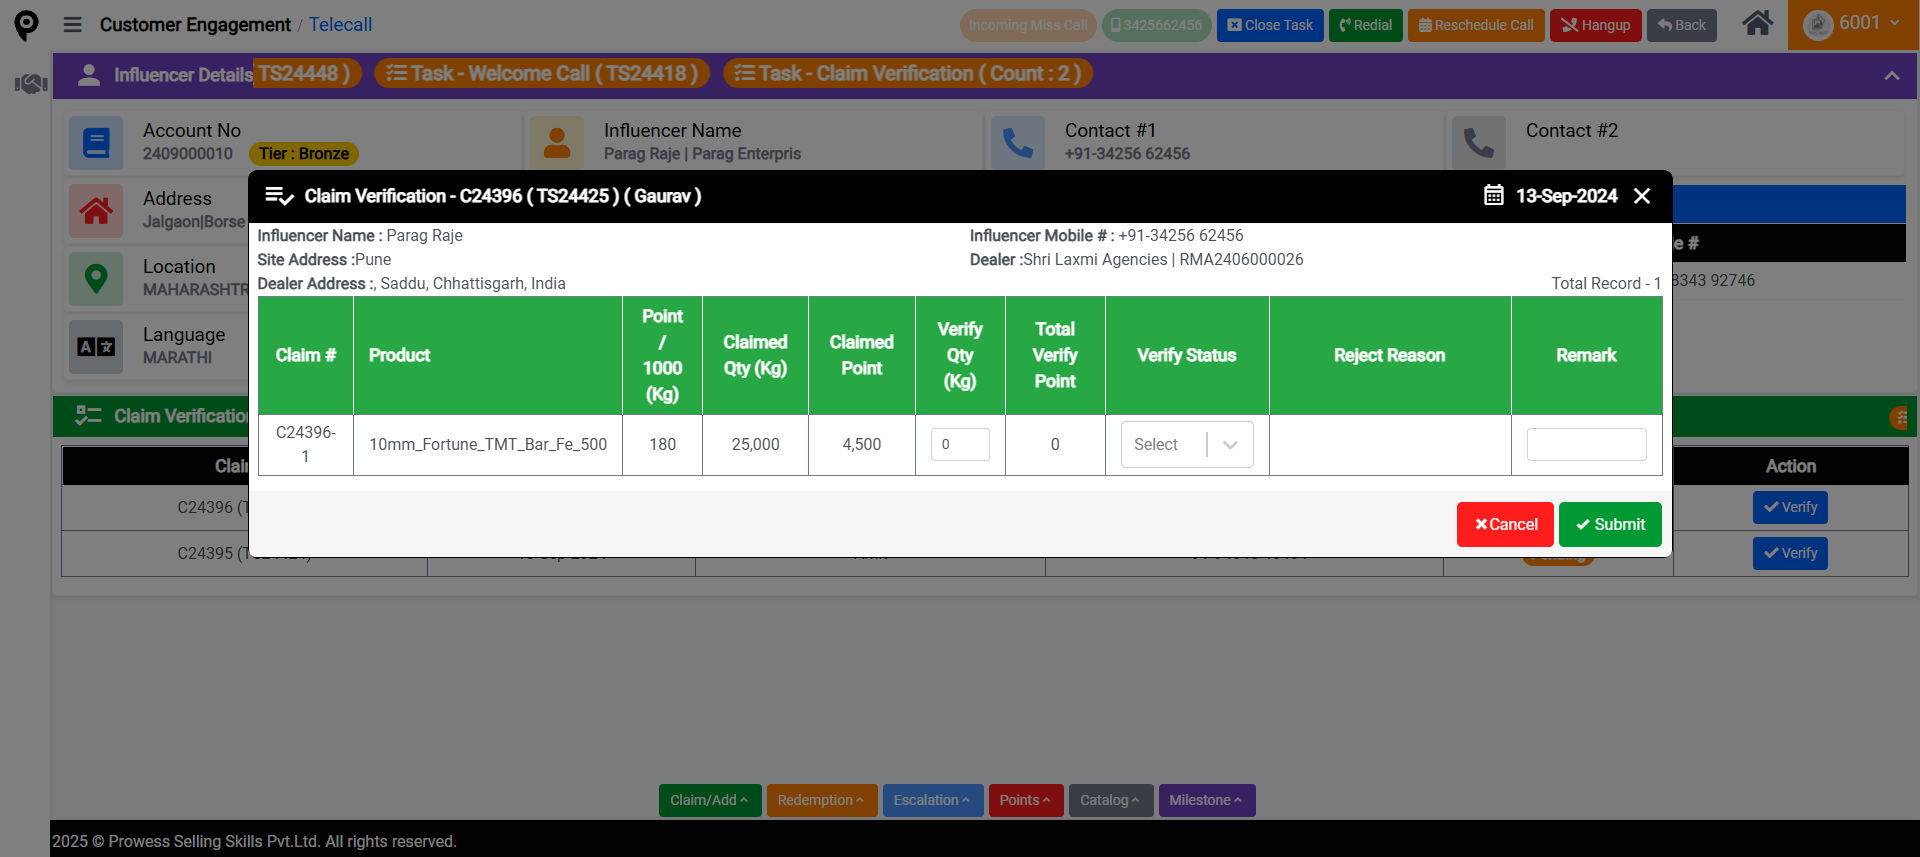 Customer Engagement / Telecall
Incoming Miss Call
3425662456
Close Task
Redial
Reschedule Call
Hangup
Back
6001
Influencer Details
TS24448 )
Task - Welcome Call ( TS24418 )
Task - Claim Verification ( Count : 2 )
Account No
2409000010
Tier : Bronze
Influencer Name
Parag Raje | Parag Enterpris
Contact #1
+91-34256 62456
Contact #2
Address
Jalgaon|Borse
Location
MAHARASHTR
Language
MARATHI
e #
8343 92746
Claim Verification - C24396 ( TS24425 ) ( Gaurav )
13-Sep-2024
Influencer Name : Parag Raje
Influencer Mobile # : +91-34256 62456
Site Address :Pune
Dealer :Shri Laxmi Agencies | RMA2406000026
Dealer Address :, Saddu, Chhattisgarh, India
Total Record - 1
Claim #
Product
Point
/
1000
(Kg)
Claimed
Qty (Kg)
Claimed
Point
Verify
Qty
(Kg)
Total
Verify
Point
Verify Status
Reject Reason
Remark
C24396-
1
10mm_Fortune_TMT_Bar_Fe_500
180
25,000
4,500
0
0
Select
Cancel
Submit
Claim Verification
Clai
Action
C24396 (T
Verify
C24395 (T
Verify
Claim/Add
Redemption
Escalation
Points
Catalog
Milestone
2025 © Prowess Selling Skills Pvt.Ltd. All rights reserved.